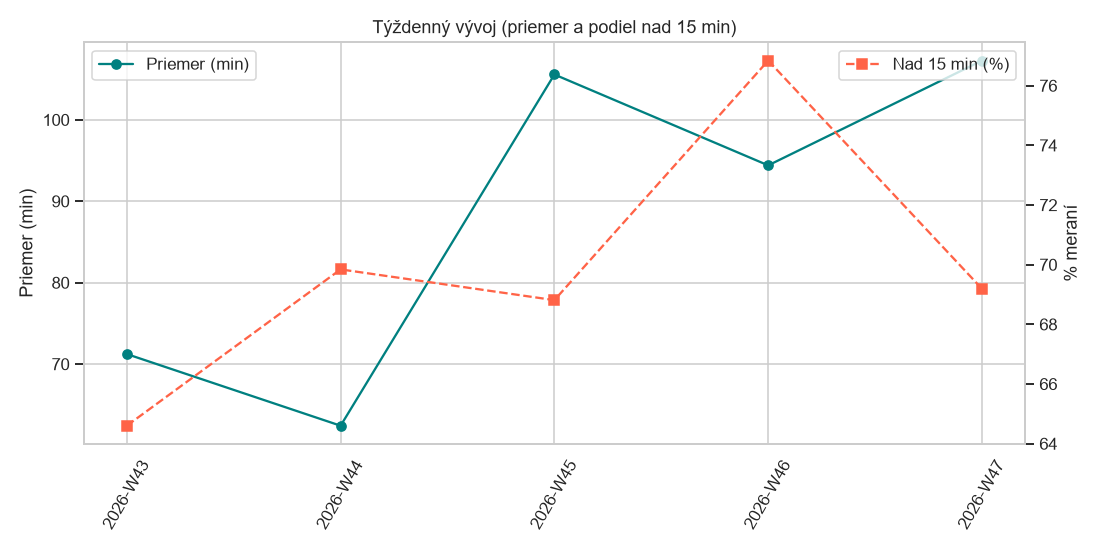 Týždenný vývoj (priemer a podiel nad 15 min)
Priemer (min)
Nad 15 min (%)
Priemer (min)
100
90
80
70
% meraní
76
74
72
70
68
66
64
2026-W43
2026-W44
2026-W45
2026-W46
2026-W47